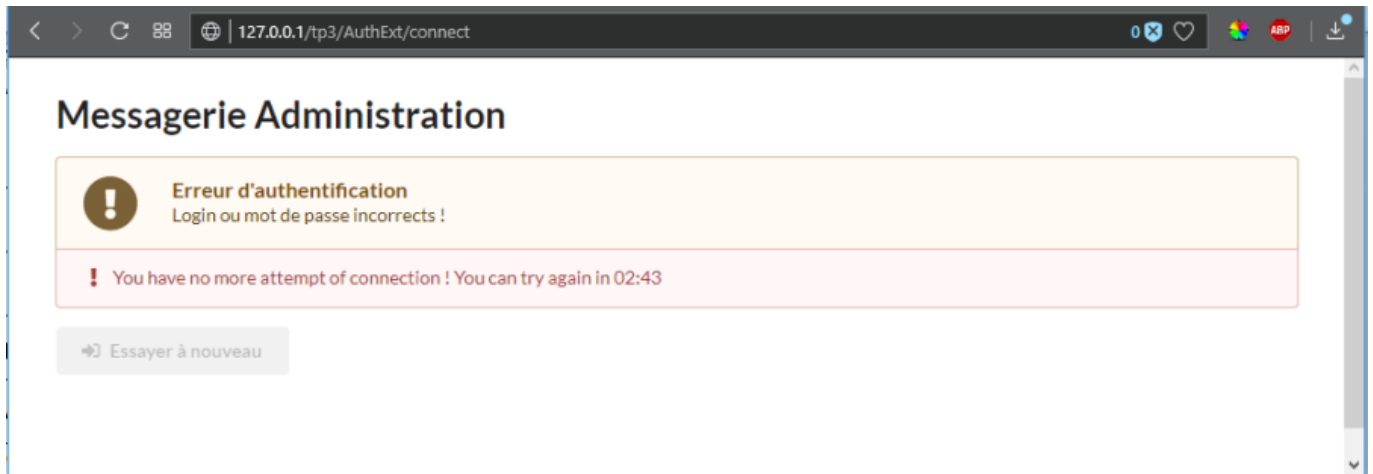 127.0.0.1/tp3/AuthExt/connect
0
ABP
Messagerie Administration
Erreur d'authentification
Login ou mot de passe incorrects !
You have no more attempt of connection ! You can try again in 02:43
Essayer à nouveau